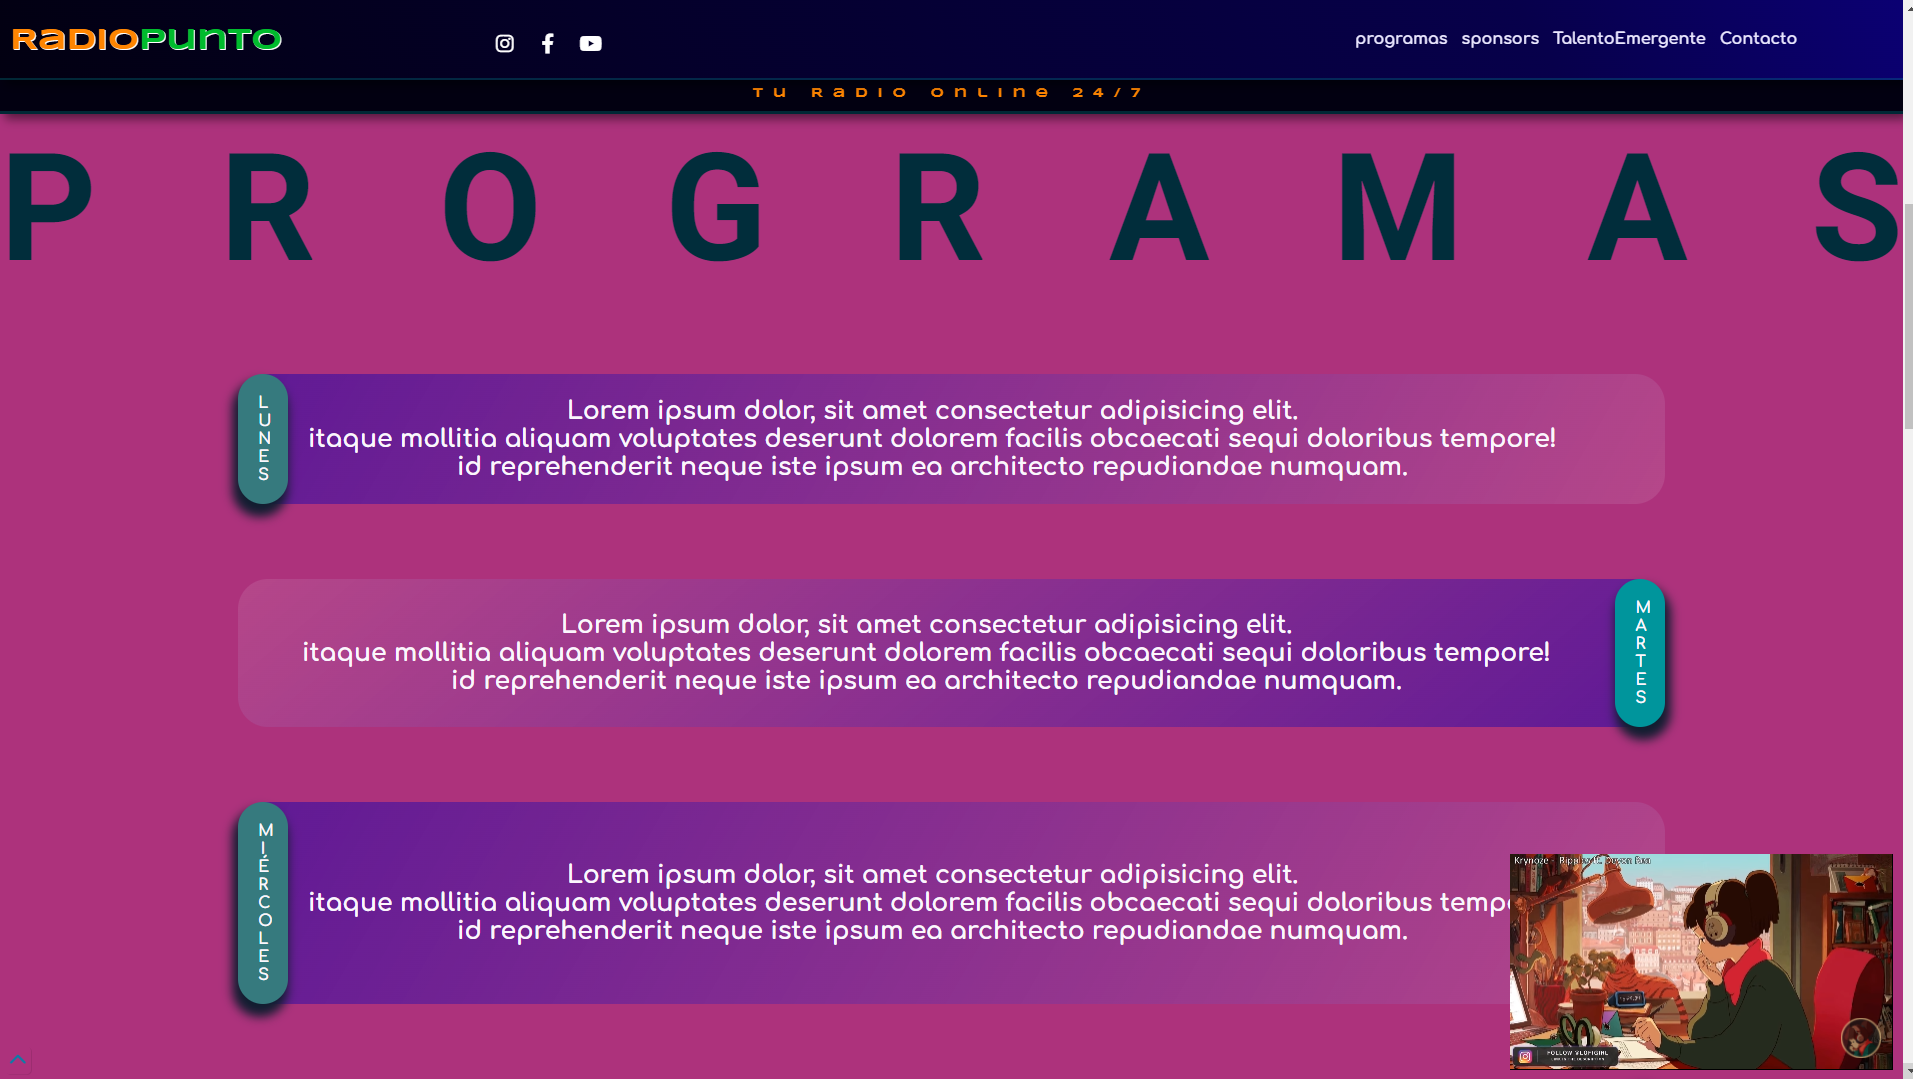 RaDIOPUnTO
programas sponsors TalentoEmergente Contacto
Tu RaDIO Online 24/7
PROGRAMAS
LUNES
Lorem ipsum dolor, sit amet consectetur adipisicing elit.
itaque mollitia aliquam voluptates deserunt dolorem facilis obcaecati sequi doloribus tempore!
id reprehenderit neque iste ipsum ea architecto repudiandae numquam.
Lorem ipsum dolor, sit amet consectetur adipisicing elit.
itaque mollitia aliquam voluptates deserunt dolorem facilis obcaecati sequi doloribus tempore!
id reprehenderit neque iste ipsum ea architecto repudiandae numquam.
MARTES
MIÉRCOLES
Lorem ipsum dolor, sit amet consectetur adipisicing elit.
itaque mollitia aliquam voluptates deserunt dolorem facilis obcaecati sequi doloribus temp
id reprehenderit neque iste ipsum ea architecto repudiandae numquam.
Krynoze - Ripples ft. Devon Rea
FOLLOW VLOFIGIRL